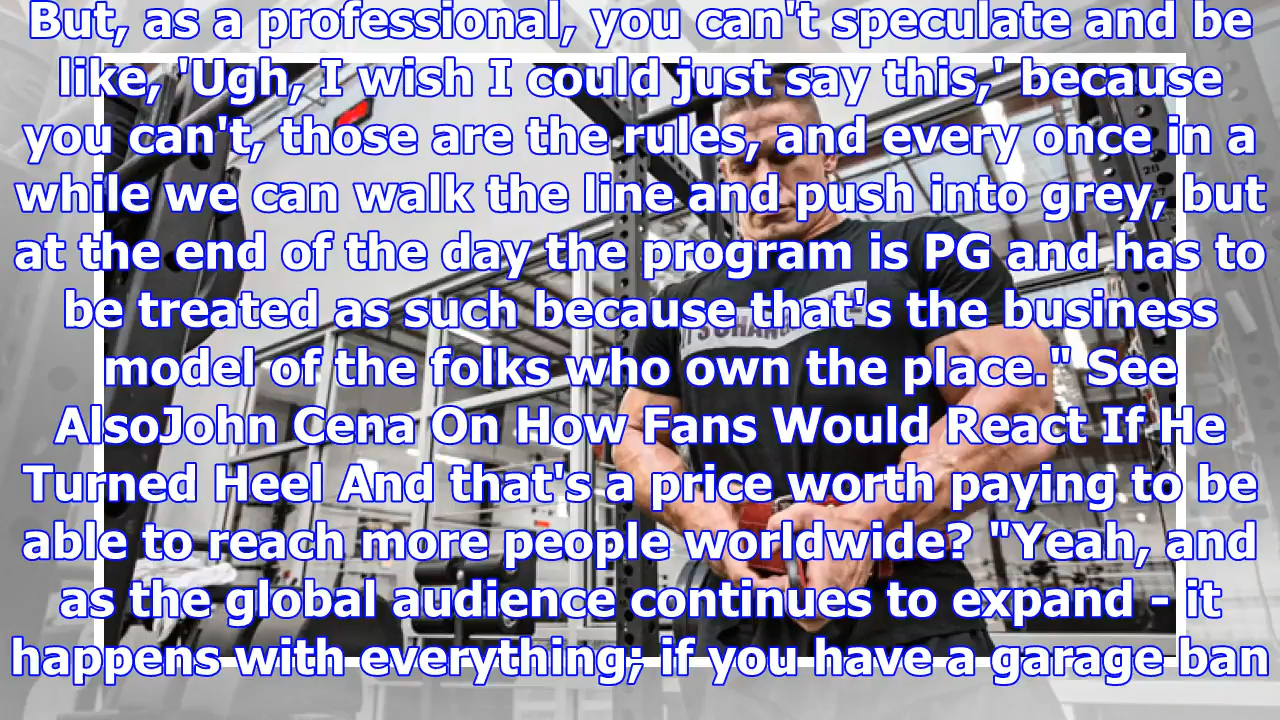 But, as a professional, you can't speculate and be
like, 'Ugh, I wish I could just say this,' because
you can't, those are the rules, and every once in a
while we can walk the line and push into grey, but
at the end of the day the program is PG and has to
be treated as such because that's the business
model of the folks who own the place." See
AlsoJohn Cena On How Fans Would React If He
Turned Heel And that's a price worth paying to be
able to reach more people worldwide? "Yeah, and
as the global audience continues to expand - it
happens with everything; if you have a garage ban